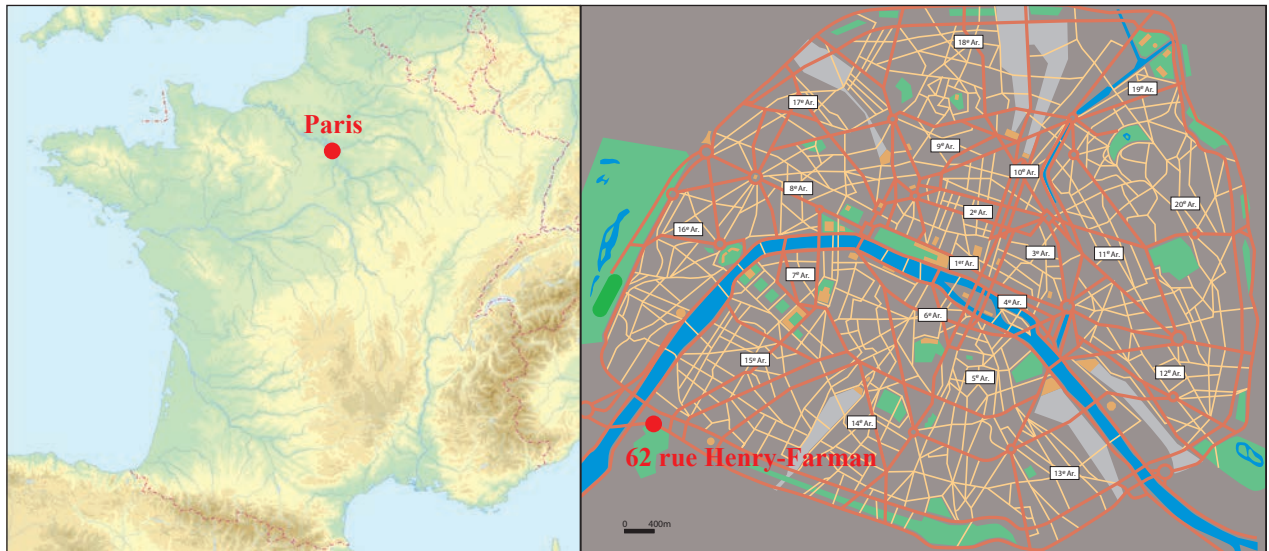 Paris
18e Ar.
19e Ar.
17e Ar.
9e Ar.
10e Ar.
8e Ar.
2e Ar.
20e Ar.
16e Ar.
3e Ar.
11e Ar.
1er Ar.
7e Ar.
4e Ar.
6e Ar.
15e Ar.
12e Ar.
5e Ar.
14e Ar.
62 rue Henry-Farman
13e Ar.
0 400m